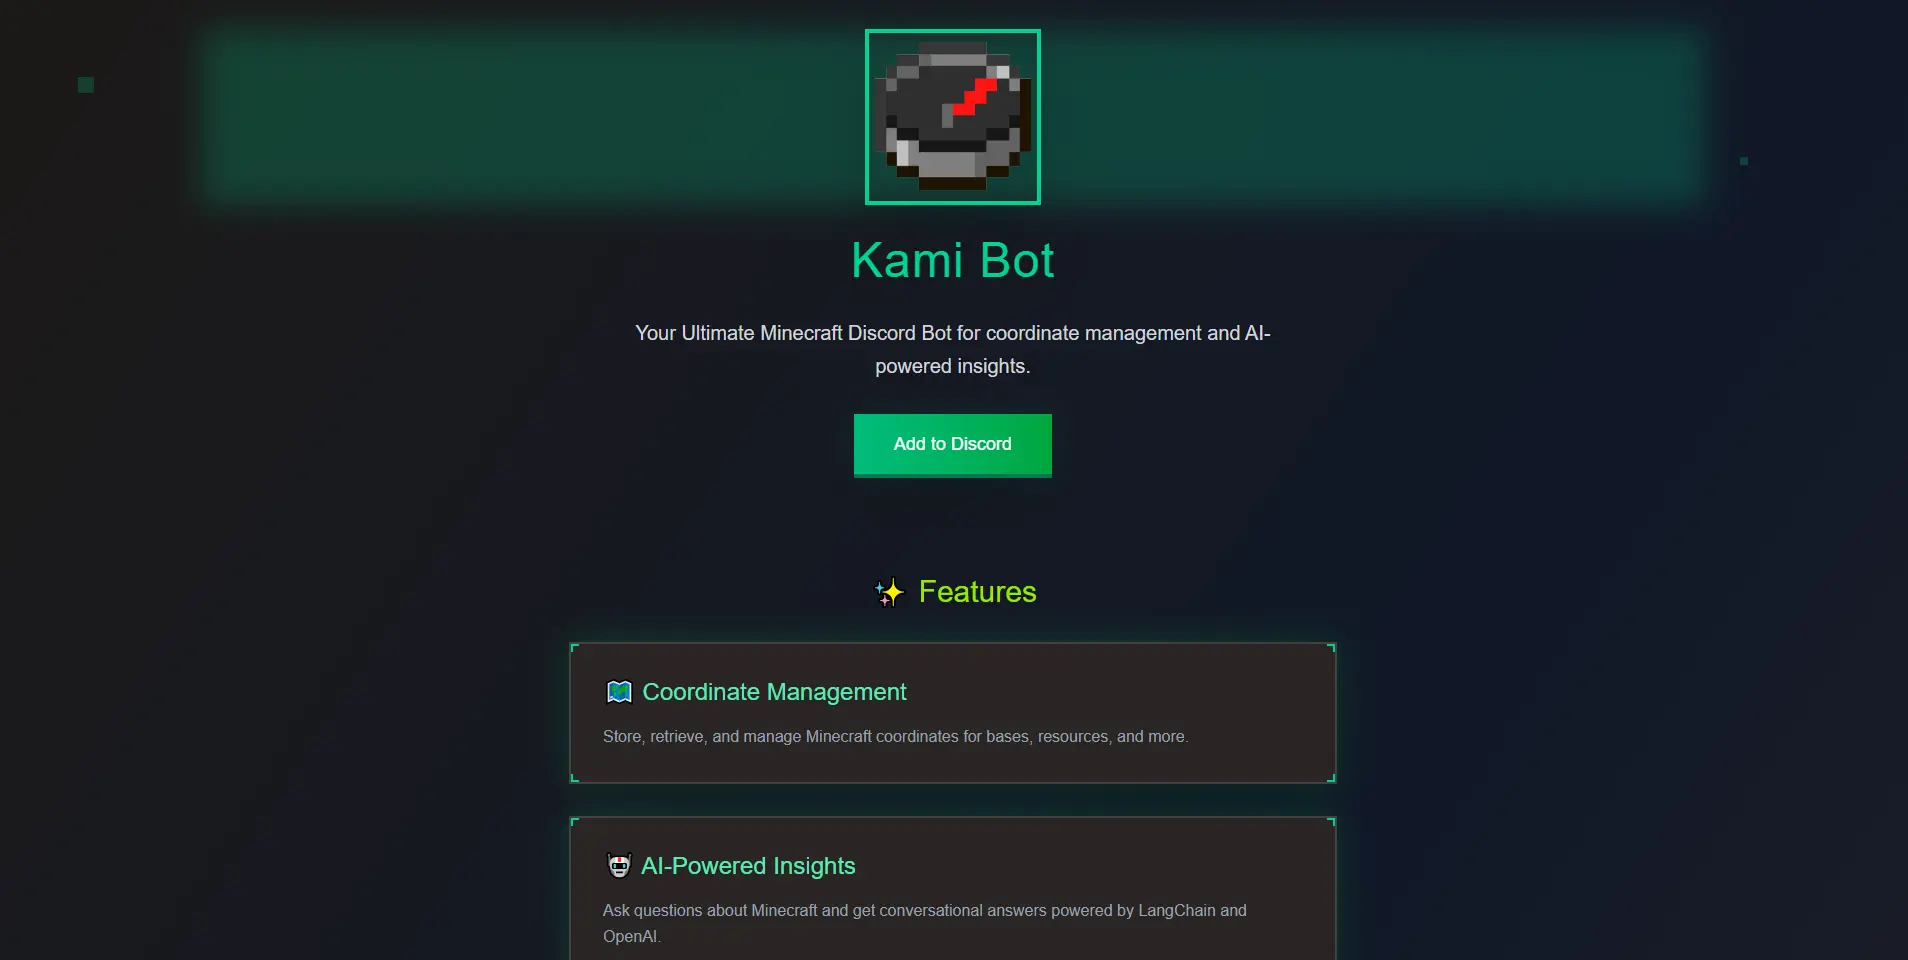 Kami Bot
Your Ultimate Minecraft Discord Bot for coordinate management and AI-
powered insights.
Add to Discord
Features
Coordinate Management
Store, retrieve, and manage Minecraft coordinates for bases, resources, and more.
AI-Powered Insights
Ask questions about Minecraft and get conversational answers powered by LangChain and
OpenAI.